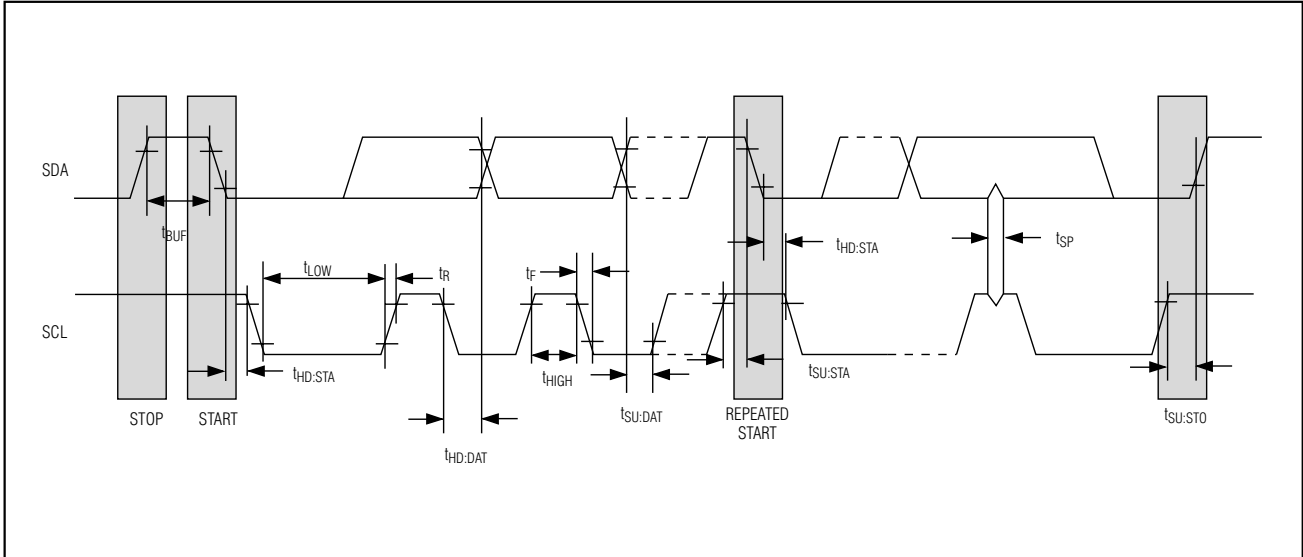 SDA
tBUF
tHD:STA
tSP
tLOW
tR
tF
SCL
tHD:STA
tHIGH
tSU:STA
tSU:DAT
STOP
START
REPEATED
START
tSU:STO
tHD:DAT